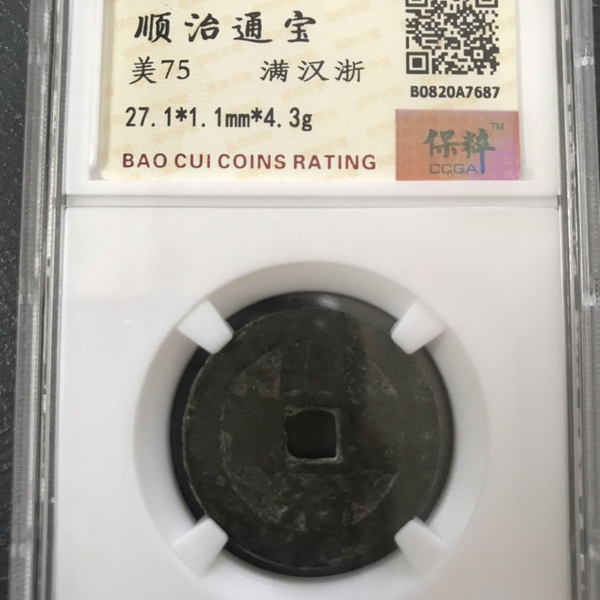 顺治通宝
美75 满汉浙
B0820A7687
27.1*1.1mm*4.3g
BAO CUI COINS RATING
保粹 TM
CCGA